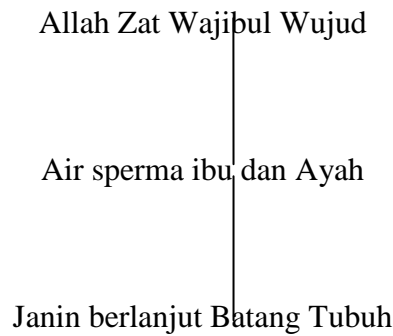 Allah Zat Wajibul Wujud
Air sperma ibu dan Ayah
Janin berlanjut Batang Tubuh